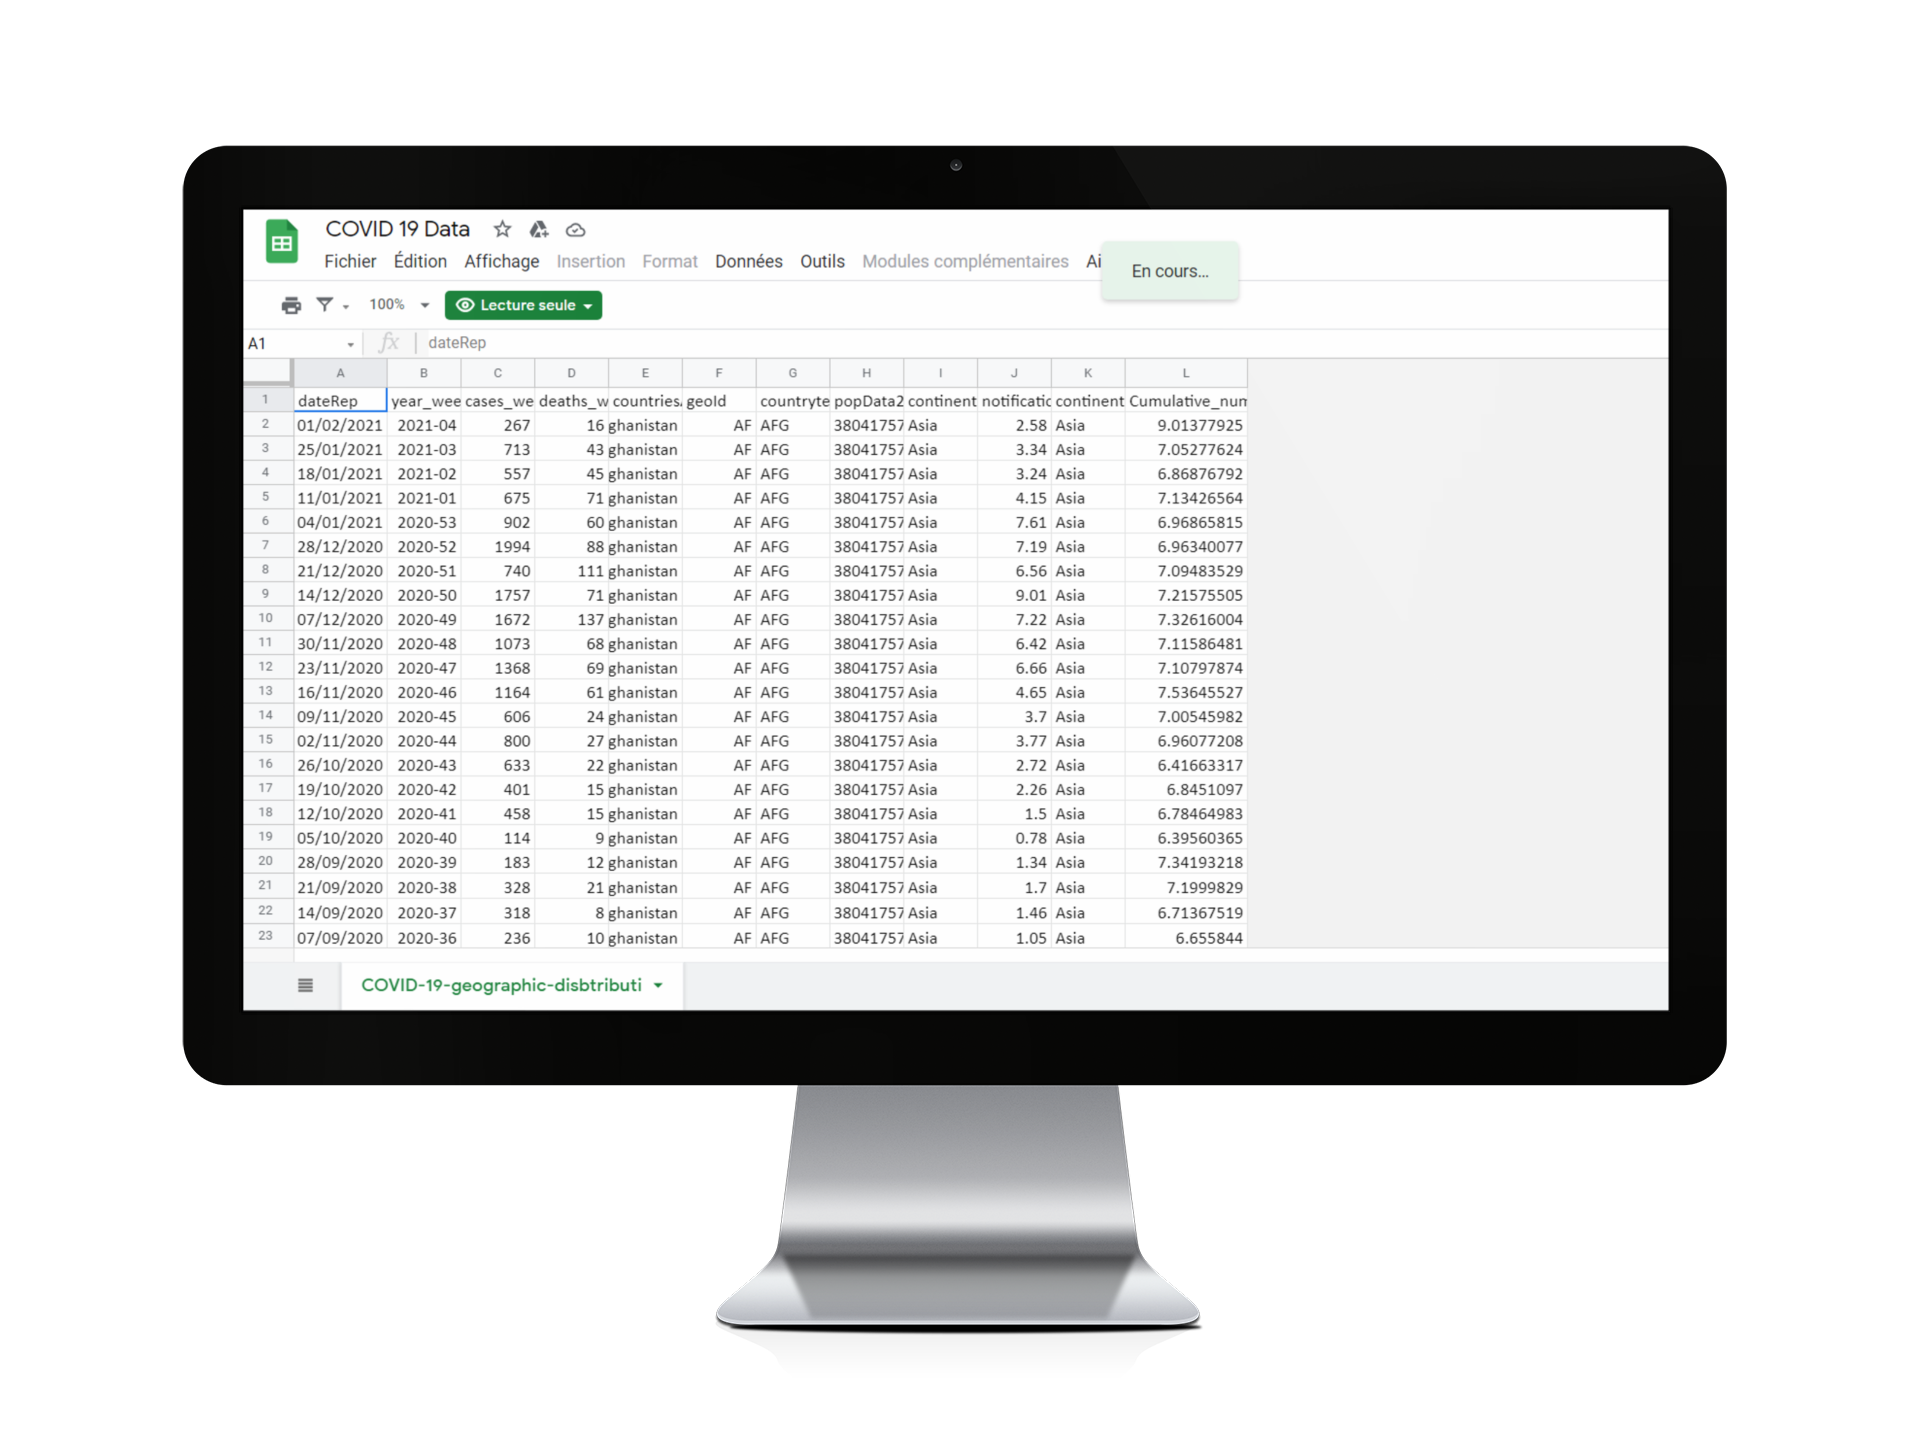 COVID 19 Data
Fichier Édition Affichage Insertion Format Données Outils Modules complémentaires Ai
En cours...
100% Lecture seule
A1 fx dateRep
A B C D E F G H I J K L
1 dateRep year_wee cases_we deaths_w countries geoId countryte popData2 continent notificatio continent Cumulative_num
2 01/02/2021 2021-04 267 16 ghanistan AF AFG 38041757 Asia 2.58 Asia 9.01377925
3 25/01/2021 2021-03 713 43 ghanistan AF AFG 38041757 Asia 3.34 Asia 7.05277624
4 18/01/2021 2021-02 557 45 ghanistan AF AFG 38041757 Asia 3.24 Asia 6.86876792
5 11/01/2021 2021-01 675 71 ghanistan AF AFG 38041757 Asia 4.15 Asia 7.13426564
6 04/01/2021 2020-53 902 60 ghanistan AF AFG 38041757 Asia 7.61 Asia 6.96865815
7 28/12/2020 2020-52 1994 88 ghanistan AF AFG 38041757 Asia 7.19 Asia 6.96340077
8 21/12/2020 2020-51 740 111 ghanistan AF AFG 38041757 Asia 6.56 Asia 7.09483529
9 14/12/2020 2020-50 1757 71 ghanistan AF AFG 38041757 Asia 9.01 Asia 7.21575505
10 07/12/2020 2020-49 1672 137 ghanistan AF AFG 38041757 Asia 7.22 Asia 7.32616004
11 30/11/2020 2020-48 1073 68 ghanistan AF AFG 38041757 Asia 6.42 Asia 7.11586481
12 23/11/2020 2020-47 1368 69 ghanistan AF AFG 38041757 Asia 6.66 Asia 7.10797874
13 16/11/2020 2020-46 1164 61 ghanistan AF AFG 38041757 Asia 4.65 Asia 7.53645527
14 09/11/2020 2020-45 606 24 ghanistan AF AFG 38041757 Asia 3.7 Asia 7.00545982
15 02/11/2020 2020-44 800 27 ghanistan AF AFG 38041757 Asia 3.77 Asia 6.96077208
16 26/10/2020 2020-43 633 22 ghanistan AF AFG 38041757 Asia 2.72 Asia 6.41663317
17 19/10/2020 2020-42 401 15 ghanistan AF AFG 38041757 Asia 2.26 Asia 6.8451097
18 12/10/2020 2020-41 458 15 ghanistan AF AFG 38041757 Asia 1.5 Asia 6.78464983
19 05/10/2020 2020-40 114 9 ghanistan AF AFG 38041757 Asia 0.78 Asia 6.39560365
20 28/09/2020 2020-39 183 12 ghanistan AF AFG 38041757 Asia 1.34 Asia 7.34193218
21 21/09/2020 2020-38 328 21 ghanistan AF AFG 38041757 Asia 1.7 Asia 7.1999829
22 14/09/2020 2020-37 318 8 ghanistan AF AFG 38041757 Asia 1.46 Asia 6.71367519
23 07/09/2020 2020-36 236 10 ghanistan AF AFG 38041757 Asia 1.05 Asia 6.655844
COVID-19-geographic-disbtributi